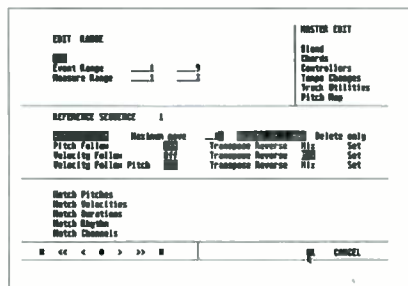 EDIT RANGE
Event Range 1 9
Measure Range 1
MASTER EDIT
Blend
Chords
Controllers
Tempo Changes
Track Utilities
Pitch Map
REFERENCE SEQUENCE 1
Maximum move Delete only
Pitch Follow Transpose Reverse Mix Set
Velocity Follow Transpose Reverse Set
Velocity Follow Pitch Transpose Reverse Mix Set
Match Pitches
Match Velocities
Match Durations
Match Rhythm
Match Channels
<< < > >> CANCEL